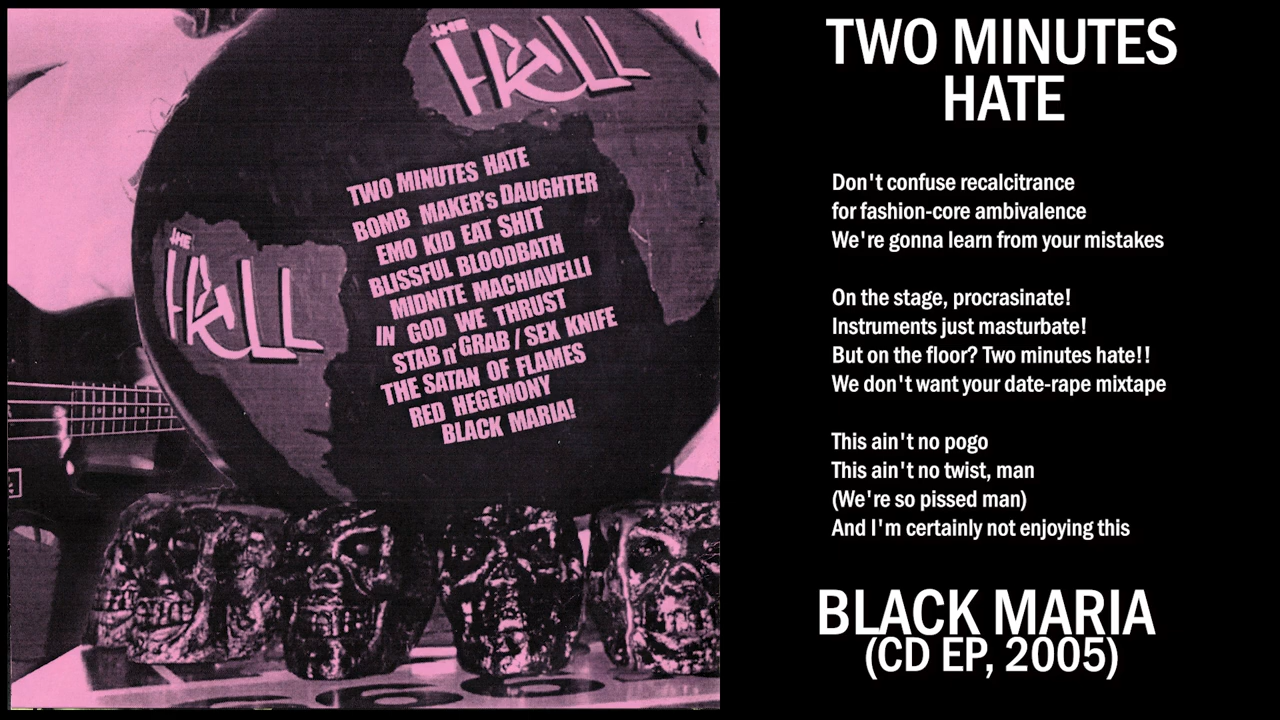 THE
HELL
THE
HELL
TWO MINUTES HATE
BOMB MAKER's DAUGHTER
EMO KID EAT SHIT
BLISSFUL BLOODBATH
MIDNITE MACHIAVELLI
IN GOD WE THRUST
STAB n' GRAB / SEX KNIFE
THE SATAN OF FLAMES
RED HEGEMONY
BLACK MARIA!
TWO MINUTES
HATE
Don't confuse recalcitrance
for fashion-core ambivalence
We're gonna learn from your mistakes
On the stage, procrasinate!
Instruments just masturbate!
But on the floor? Two minutes hate!!
We don't want your date-rape mixtape
This ain't no pogo
This ain't no twist, man
(We're so pissed man)
And I'm certainly not enjoying this
BLACK MARIA
(CD EP, 2005)